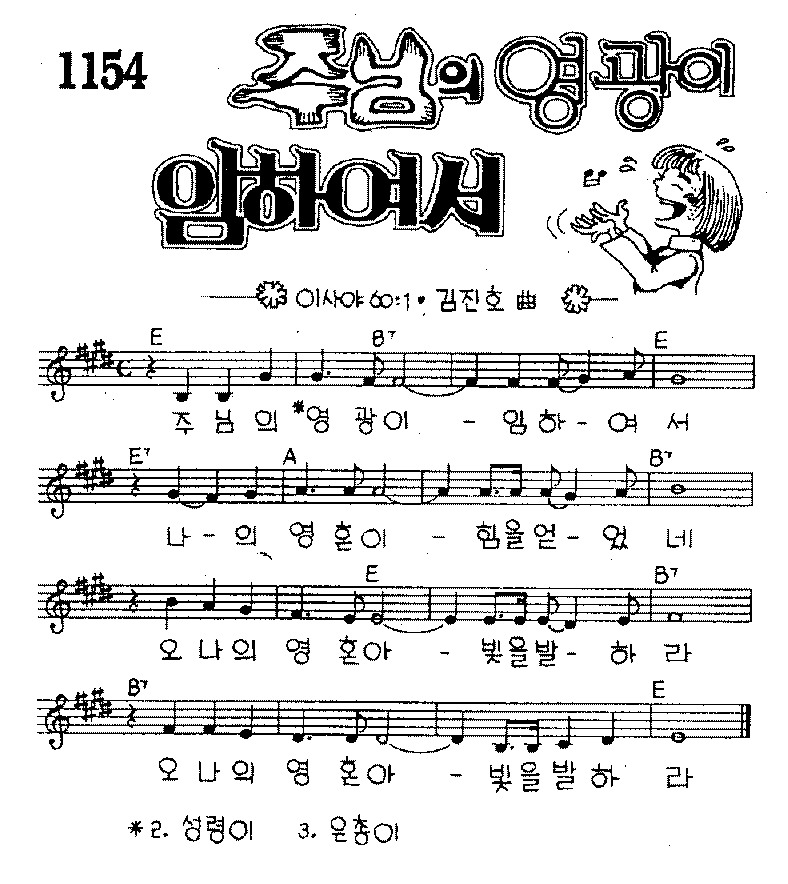 1154
주님의 영광이
임하여서
이사야 60:1 • 김진호 曲
E B7 E
주 님 의 *영 광 이 - 임 하 - 여 서
E7 A B7
나 - 의 영 혼 이 - 힘 을 얻 - 었 네
E B7
오 나 의 영 혼 아 - 빛 을 발 - 하 라
B7 E
오 나 의 영 혼 아 - 빛 을 발 하 라
*2. 성령이 3. 은총이